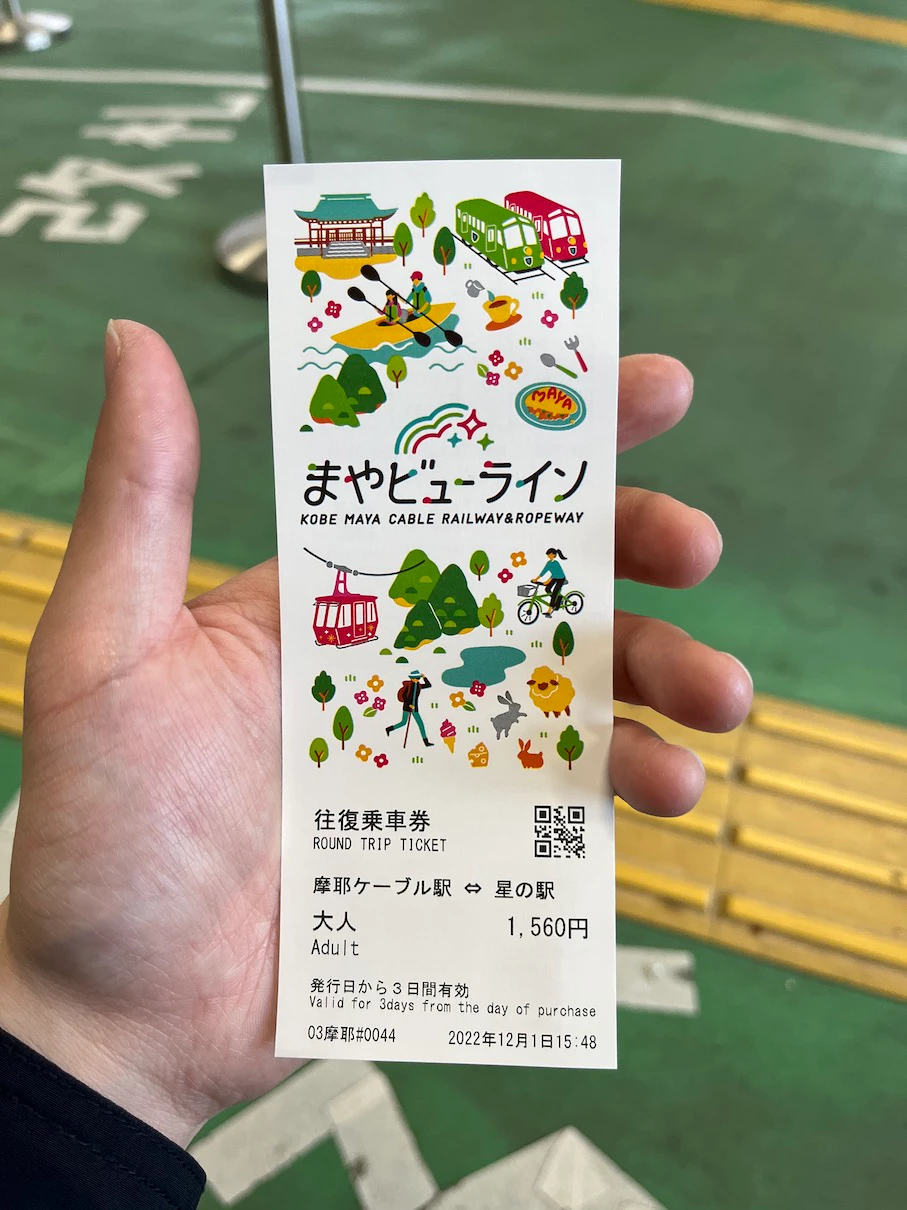 MAYA
まやビューライン
KOBE MAYA CABLE RAILWAY&ROPEWAY
往復乗車券
ROUND TRIP TICKET
摩耶ケーブル駅 ⇔ 星の駅
大人 1,560円
Adult
発行日から3日間有効
Valid for 3days from the day of purchase
03摩耶#0044 2022年12月1日15:48